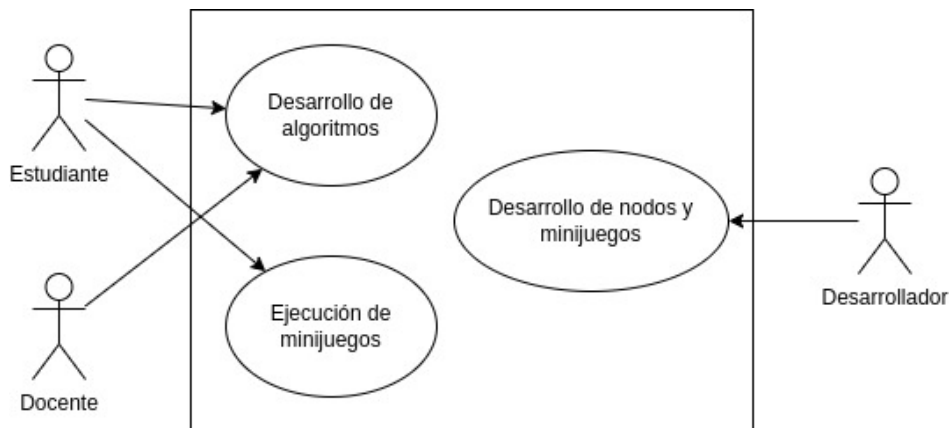 Desarrollo de
algoritmos
Estudiante
Desarrollo de nodos y
minijuegos
Desarrollador
Ejecución de
minijuegos
Docente